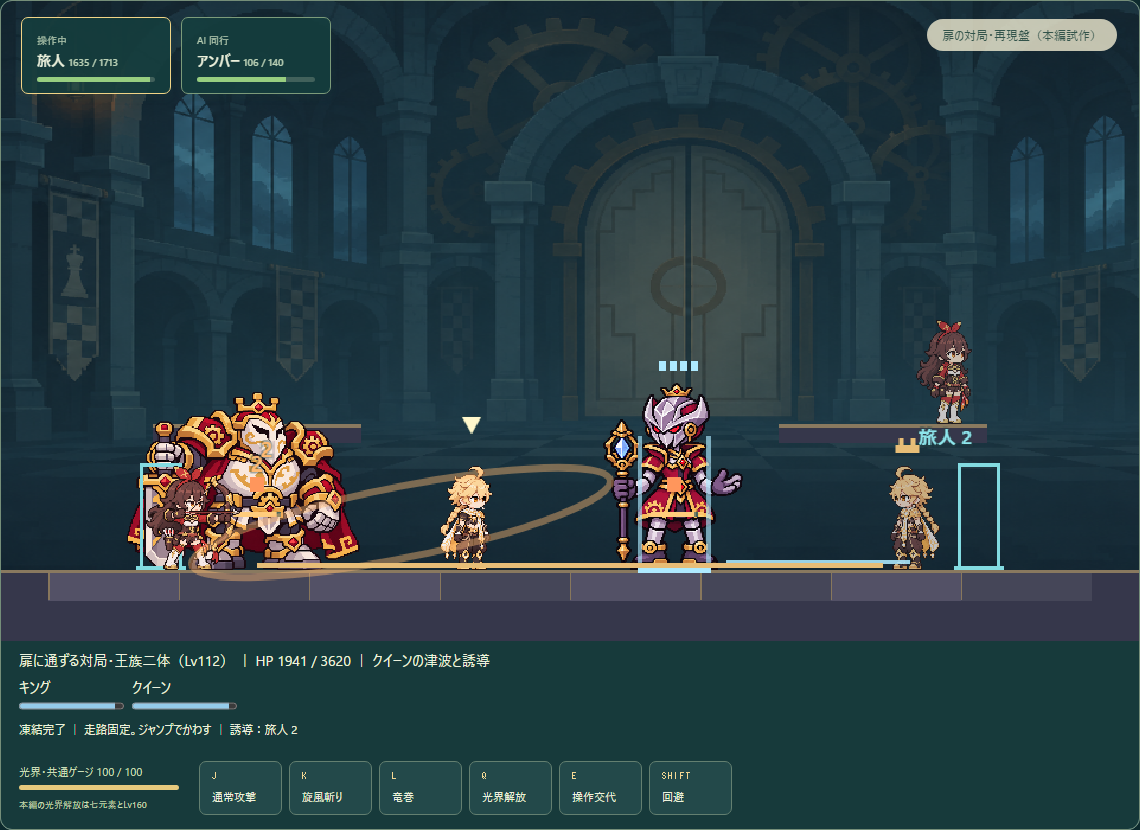 操作中
旅人 1635 / 1713
AI 同行
アンバー 106 / 140
扉の対局・再現盤（本編試作）
旅人 2
扉に通ずる対局・王族二体（Lv112） | HP 1941 / 3620 | クイーンの津波と誘導
キング
クイーン
凍結完了 | 走路固定。ジャンプでかわす | 誘導：旅人 2
光界・共通ゲージ 100 / 100
本編の光界解放は七元素とLv160
J
通常攻撃
K
旋風斬り
L
竜巻
Q
光界解放
E
操作交代
SHIFT
回避